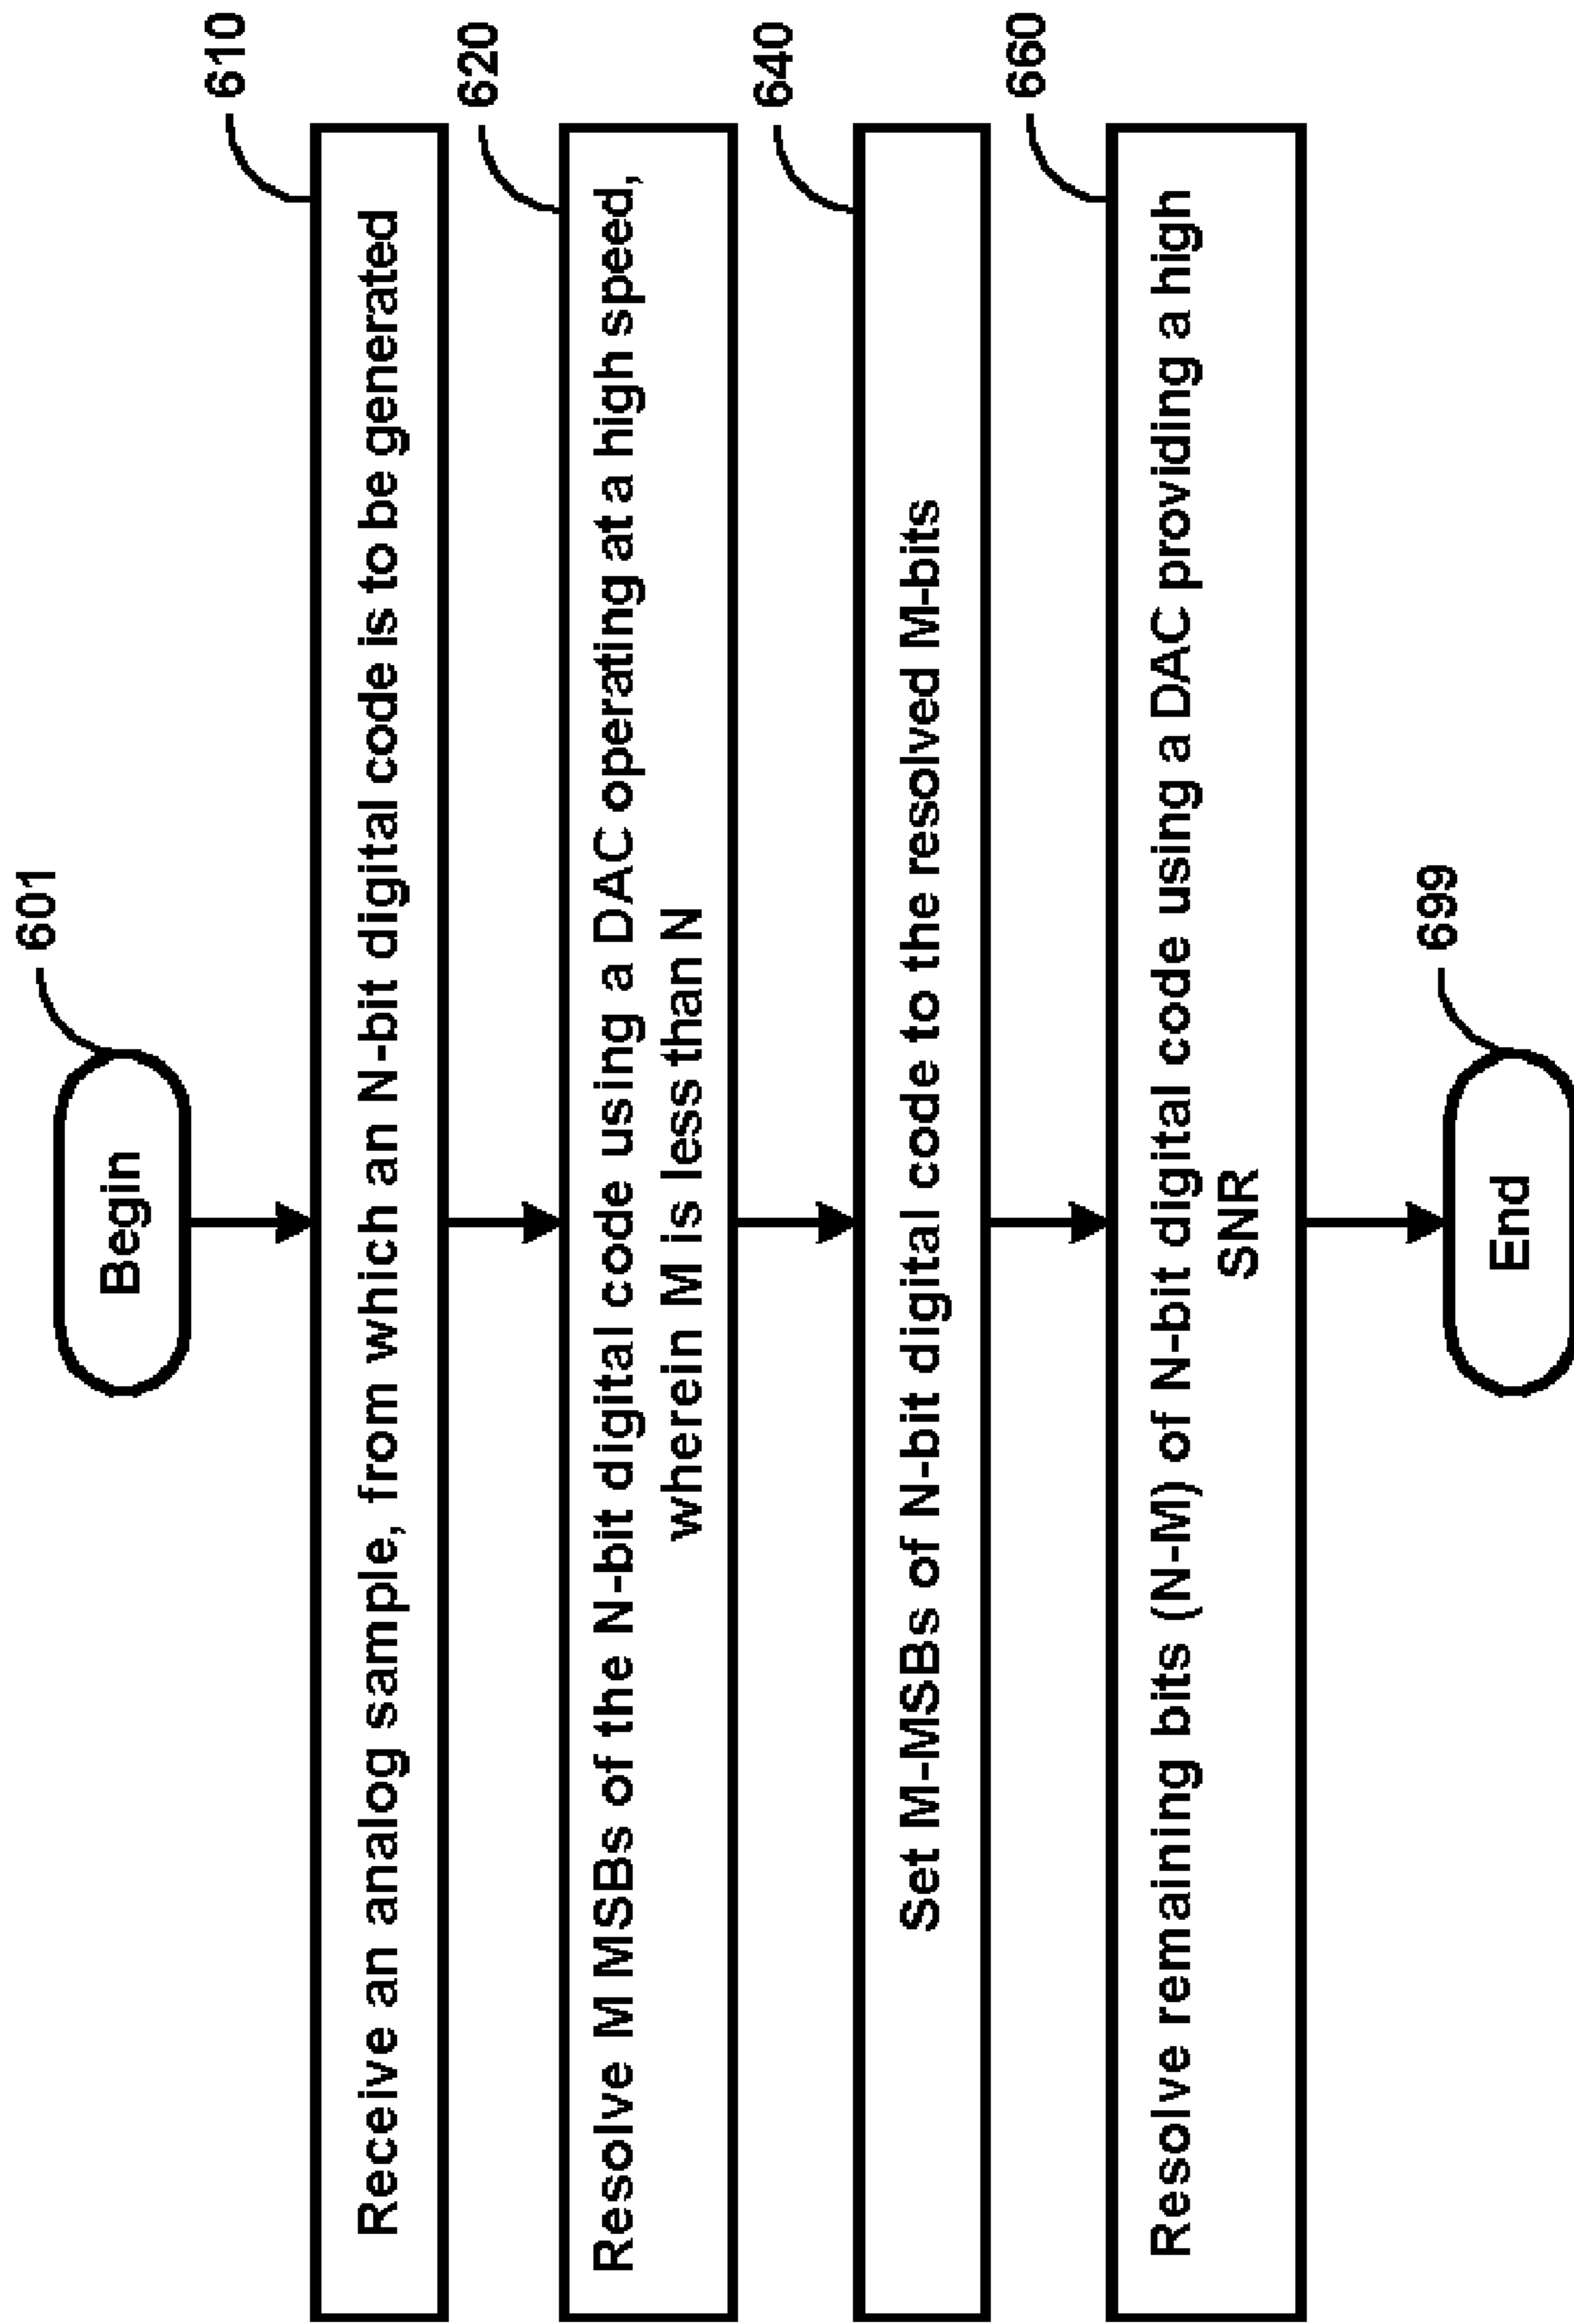 601
Begin
610
Receive an analog sample, from which an N-bit digital code is to be generated
620
Resolve M MSBs of the N-bit digital code using a DAC operating at a high speed,
wherein M is less than N
640
Set M-MSBs of N-bit digital code to the resolved M-bits
660
Resolve remaining bits (N-M) of N-bit digital code using a DAC providing a high
SNR
699
End